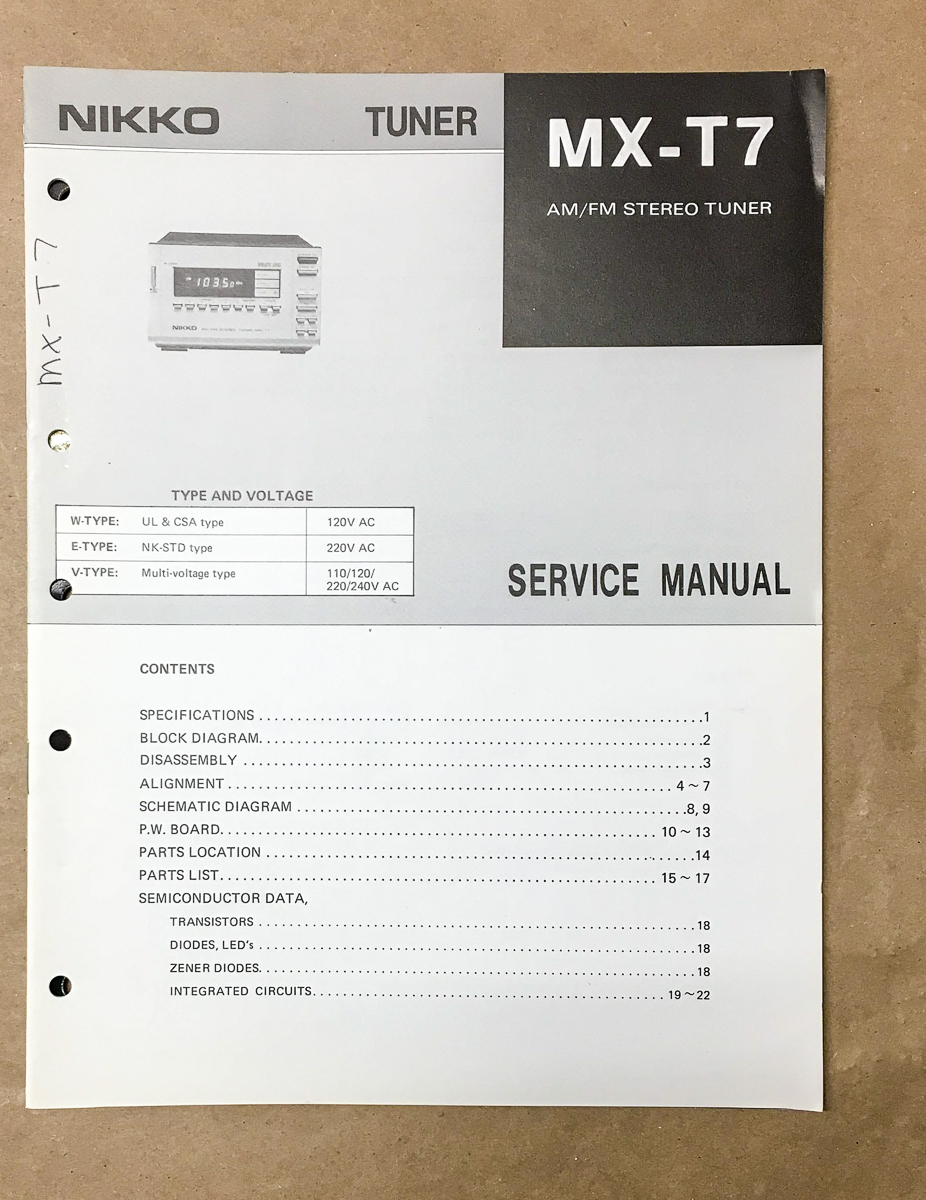 NIKKO TUNER
MX-T7
AM/FM STEREO TUNER
MX-T7
103.5
NIKKO
TYPE AND VOLTAGE
W-TYPE: UL & CSA type 120V AC
E-TYPE: NK-STD type 220V AC
V-TYPE: Multi-voltage type 110/120/
220/240V AC
SERVICE MANUAL
CONTENTS
SPECIFICATIONS . . . . . . . . . . 1
BLOCK DIAGRAM. . . . . . . . . . 2
DISASSEMBLY . . . . . . . . . . 3
ALIGNMENT . . . . . . . . . . 4 ~ 7
SCHEMATIC DIAGRAM . . . . . . . . . . 8, 9
P.W. BOARD. . . . . . . . . . 10 ~ 13
PARTS LOCATION . . . . . . . . . . 14
PARTS LIST. . . . . . . . . . 15 ~ 17
SEMICONDUCTOR DATA,
TRANSISTORS . . . . . . . . . . 18
DIODES, LED's . . . . . . . . . . 18
ZENER DIODES. . . . . . . . . . 18
INTEGRATED CIRCUITS. . . . . . . . . . 19 ~ 22